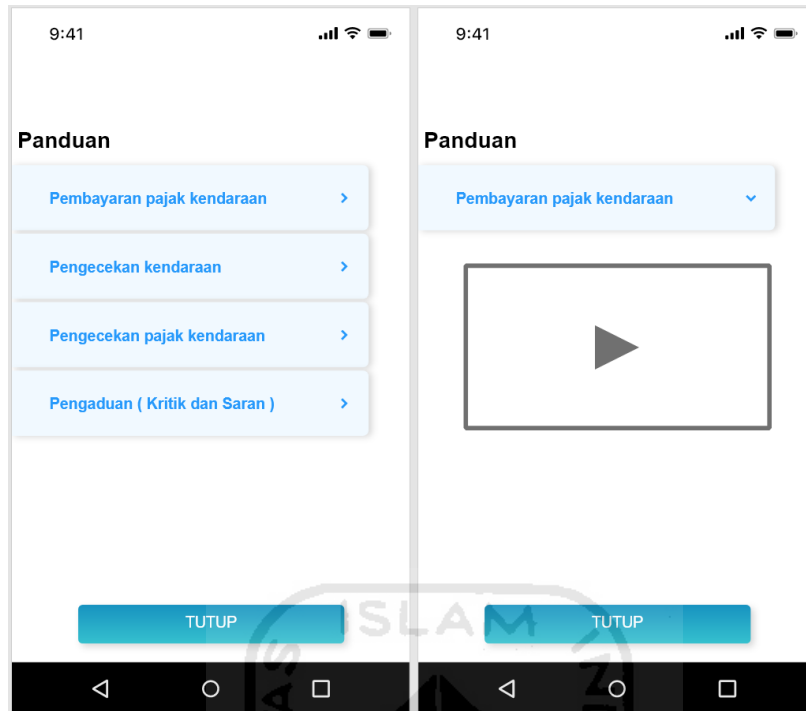 9:41
Panduan
Pembayaran pajak kendaraan
Pengecekan kendaraan
Pengecekan pajak kendaraan
Pengaduan ( Kritik dan Saran )
TUTUP
9:41
Panduan
Pembayaran pajak kendaraan
TUTUP
ISLAM